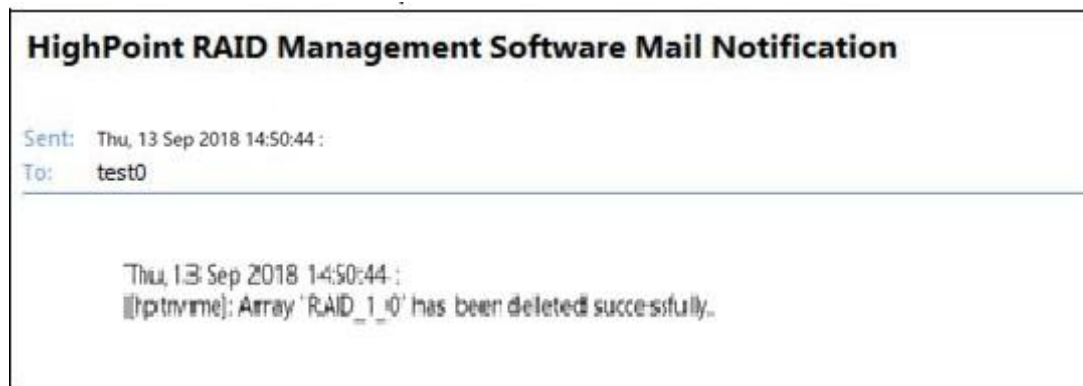 HighPoint RAID Management Software Mail Notification
Sent: Thu, 13 Sep 2018 14:50:44 :
To: test0
Thu, 13 Sep 2018 14:50:44 :
[hptnvme]: Array 'RAID_1_0' has been deleted successfully.